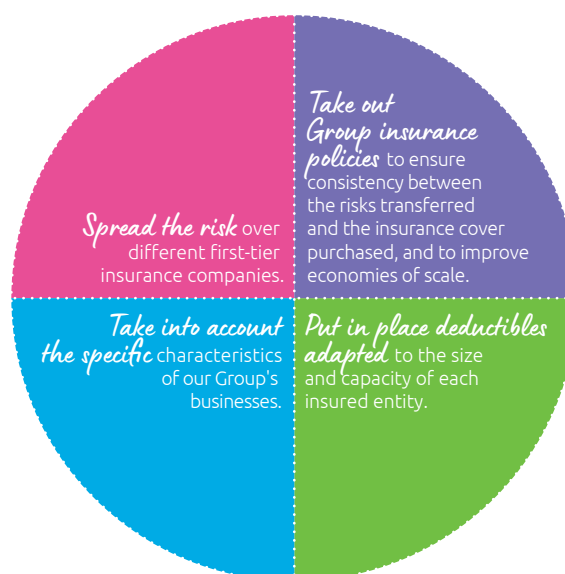 Spread the risk over
different first-tier
insurance companies.
Take out
Group insurance
policies to ensure
consistency between
the risks transferred
and the insurance cover
purchased, and to improve
economies of scale.
Take into account
the specific characteristics
of our Group's
businesses.
Put in place deductibles
adapted to the size
and capacity of each
insured entity.